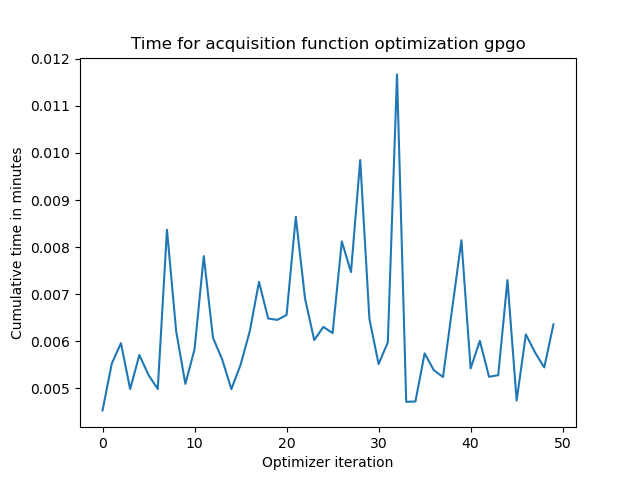 Time for acquisition function optimization gpgo
0.012
0.011
0.010
0.009
0.008
0.007
0.006
0.005
Cumulative time in minutes
0 10 20 30 40 50
Optimizer iteration